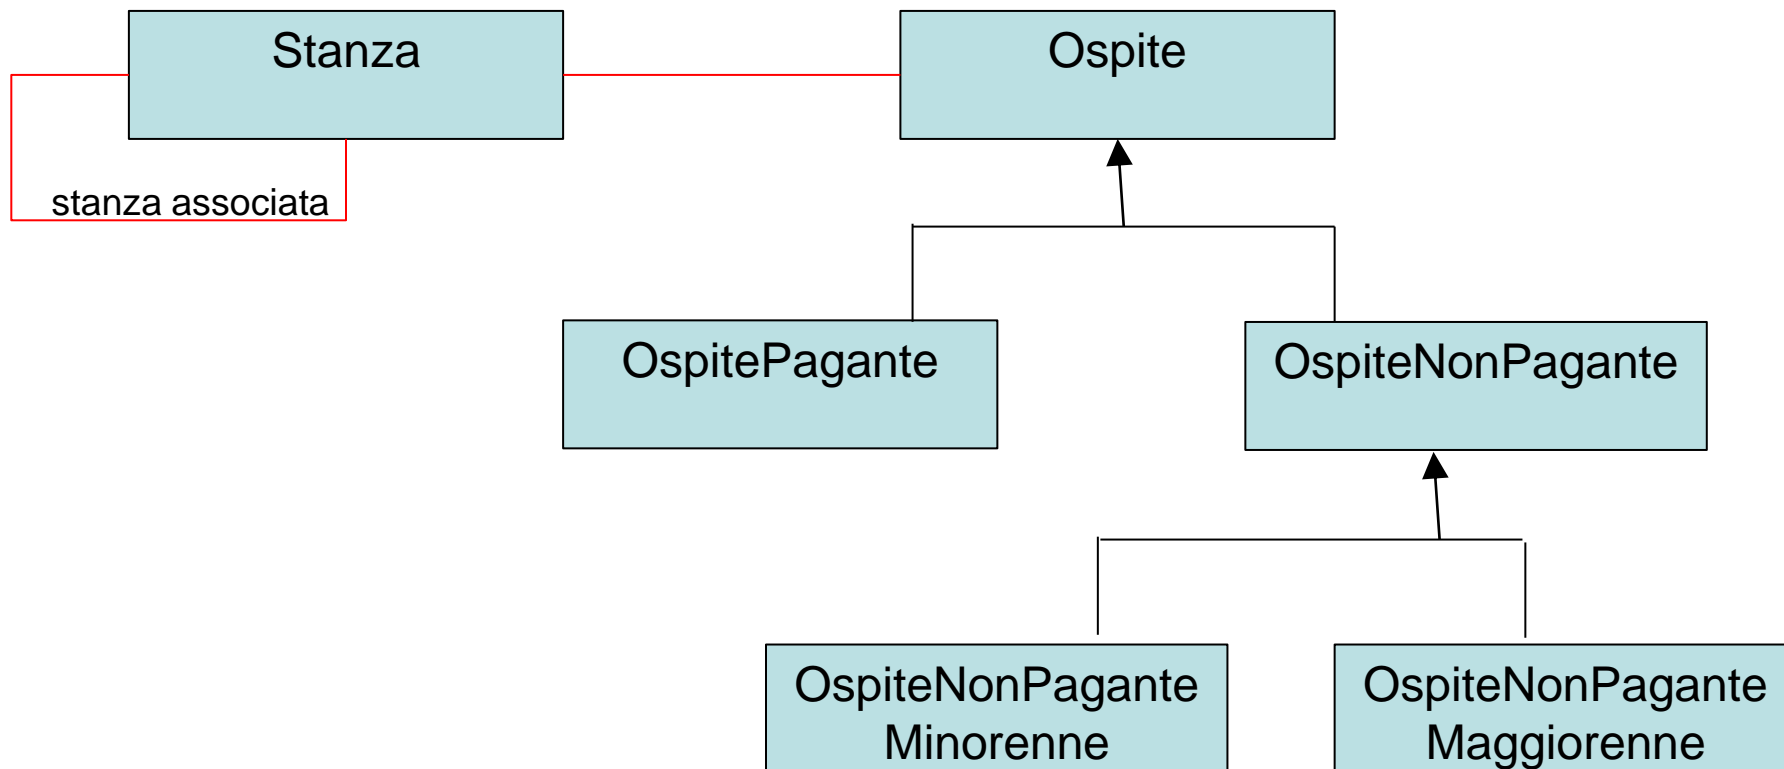 Stanza
Ospite
stanza associata
OspitePagante
OspiteNonPagante
OspiteNonPagante
Minorenne
OspiteNonPagante
Maggiorenne